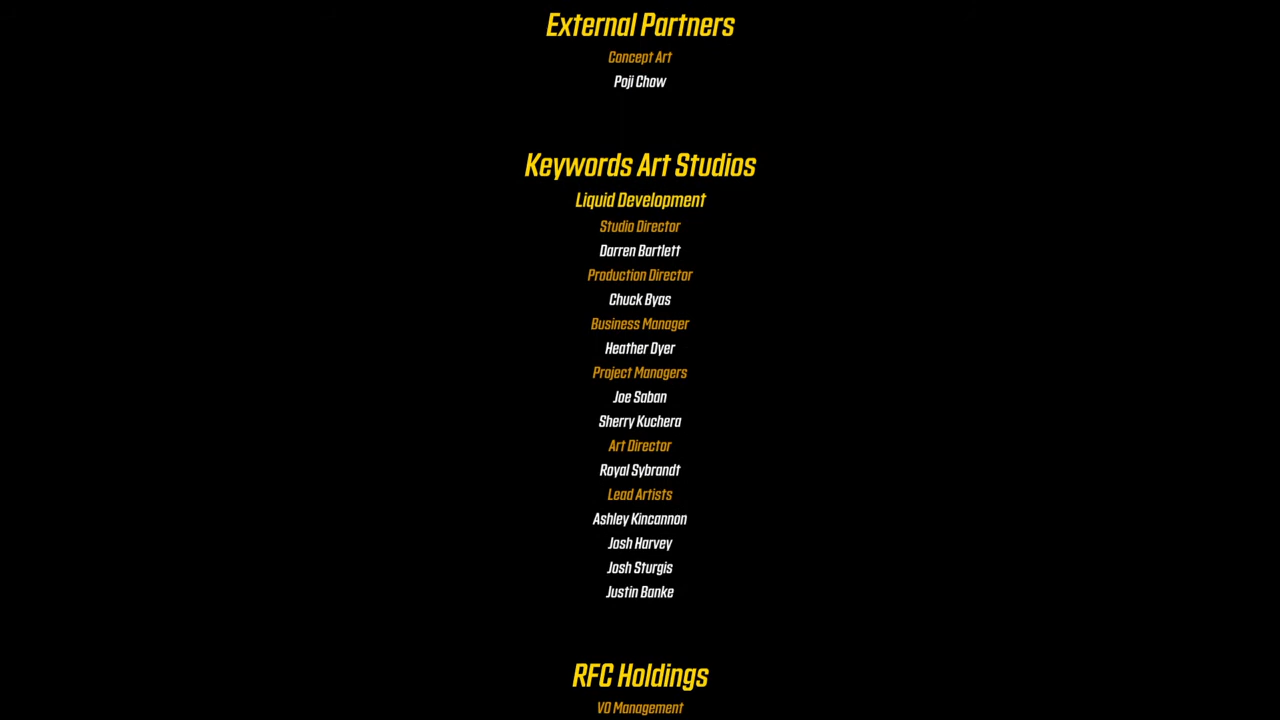 External Partners
Concept Art
Poji Chow
Keywords Art Studios
Liquid Development
Studio Director
Darren Bartlett
Production Director
Chuck Byas
Business Manager
Heather Dyer
Project Managers
Joe Saban
Sherry Kuchera
Art Director
Royal Sybrandt
Lead Artists
Ashley Kincannon
Josh Harvey
Josh Sturgis
Justin Banke
RFC Holdings
VO Management